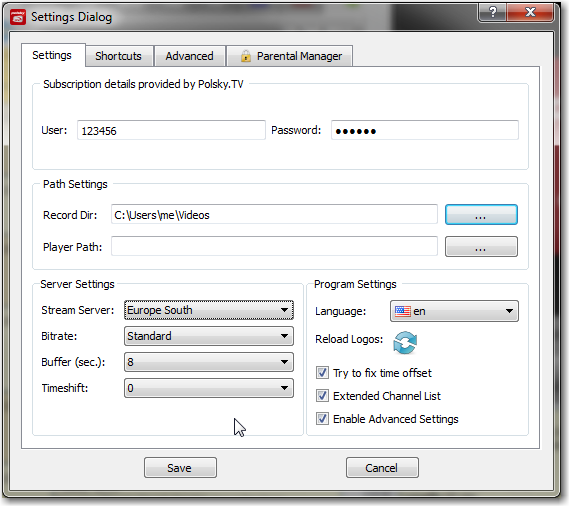 Settings Dialog
Settings Shortcuts Advanced Parental Manager
Subscription details provided by Polsky.TV
User: 123456 Password: ●●●●●●
Path Settings
Record Dir: C:\Users\me\Videos ...
Player Path: ...
Server Settings
Stream Server: Europe South
Bitrate: Standard
Buffer (sec.): 8
Timeshift: 0
Program Settings
Language: en
Reload Logos:
Try to fix time offset
Extended Channel List
Enable Advanced Settings
Save Cancel